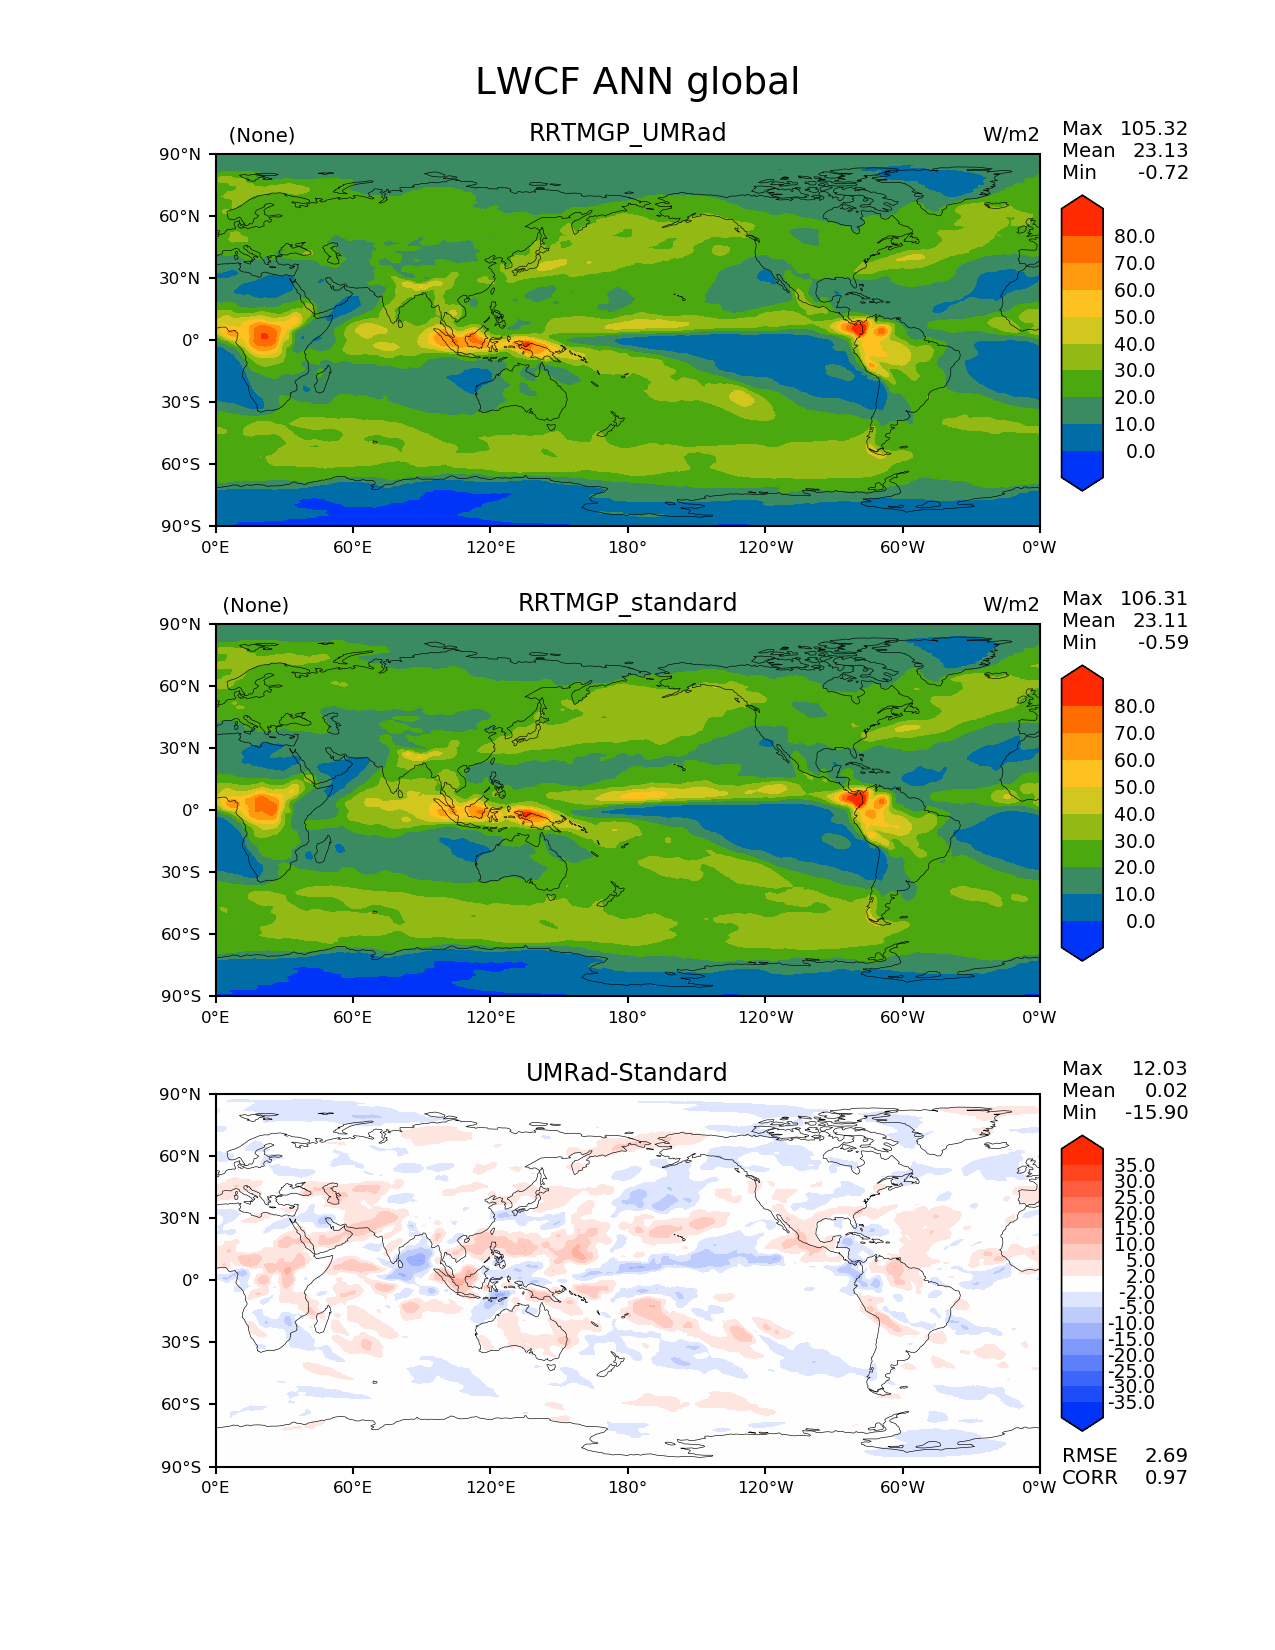 LWCF ANN global
(None) RRTMGP_UMRad W/m2
Max 105.32
Mean 23.13
Min -0.72
90°N
60°N
30°N
0°
30°S
60°S
90°S
0°E 60°E 120°E 180° 120°W 60°W 0°W
80.0
70.0
60.0
50.0
40.0
30.0
20.0
10.0
0.0
(None) RRTMGP_standard W/m2
Max 106.31
Mean 23.11
Min -0.59
90°N
60°N
30°N
0°
30°S
60°S
90°S
0°E 60°E 120°E 180° 120°W 60°W 0°W
80.0
70.0
60.0
50.0
40.0
30.0
20.0
10.0
0.0
UMRad-Standard
Max 12.03
Mean 0.02
Min -15.90
90°N
60°N
30°N
0°
30°S
60°S
90°S
0°E 60°E 120°E 180° 120°W 60°W 0°W
35.0
30.0
25.0
20.0
15.0
10.0
5.0
2.0
-2.0
-5.0
-10.0
-15.0
-20.0
-25.0
-30.0
-35.0
RMSE 2.69
CORR 0.97